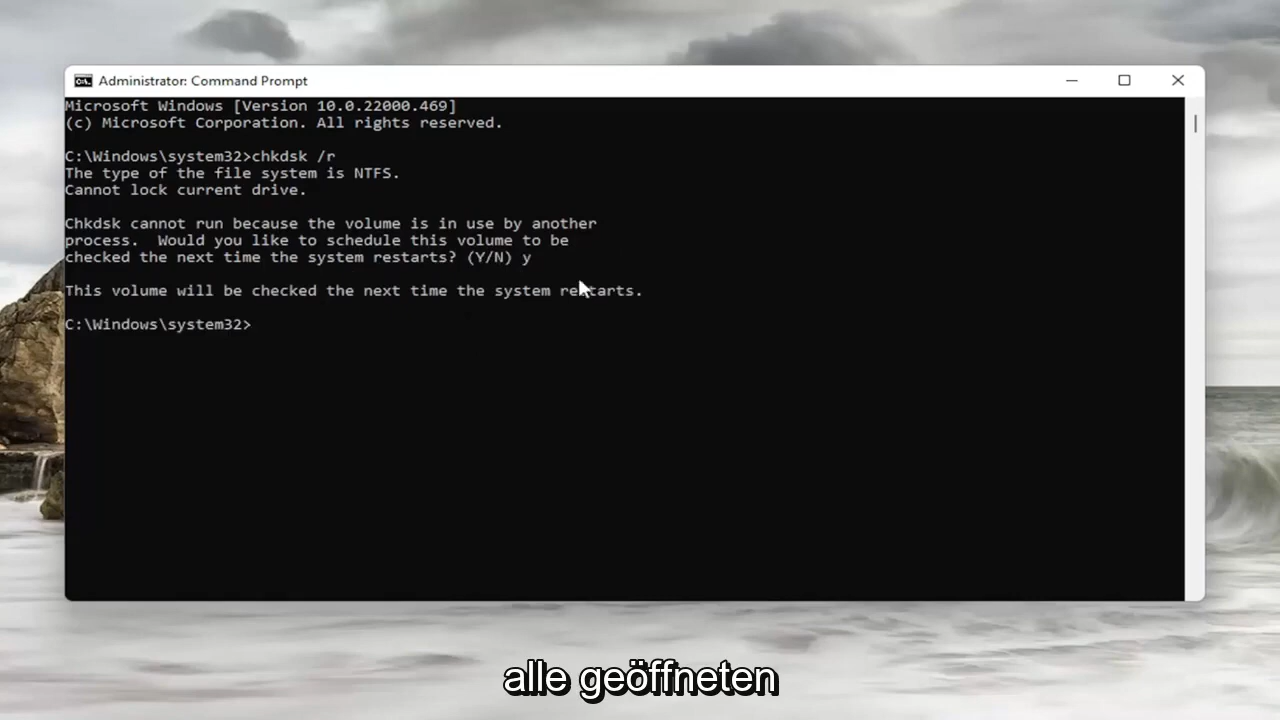 Administrator: Command Prompt
Microsoft Windows [Version 10.0.22000.469]
(c) Microsoft Corporation. All rights reserved.
C:\Windows\system32>chkdsk /r
The type of the file system is NTFS.
Cannot lock current drive.
Chkdsk cannot run because the volume is in use by another
process.  Would you like to schedule this volume to be
checked the next time the system restarts? (Y/N) y
This volume will be checked the next time the system restarts.
C:\Windows\system32>
alle geöffneten